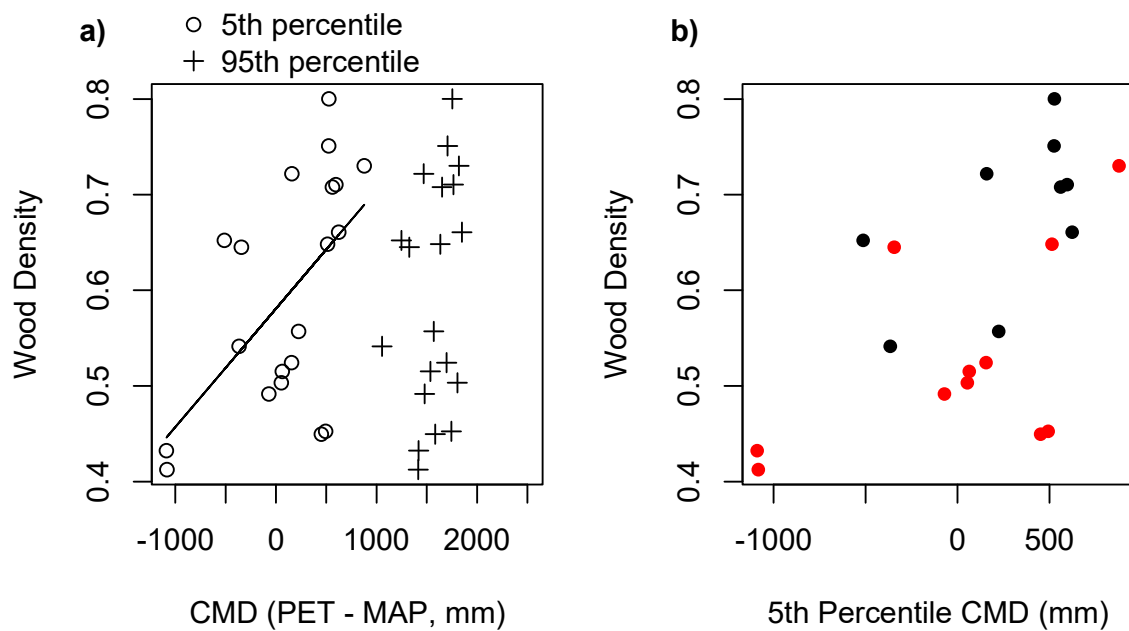 a)
5th percentile
95th percentile
0.8
0.7
0.6
0.5
0.4
Wood Density
-1000 0 1000 2000
CMD (PET - MAP, mm)
b)
0.8
0.7
0.6
0.5
0.4
Wood Density
-1000 0 500
5th Percentile CMD (mm)